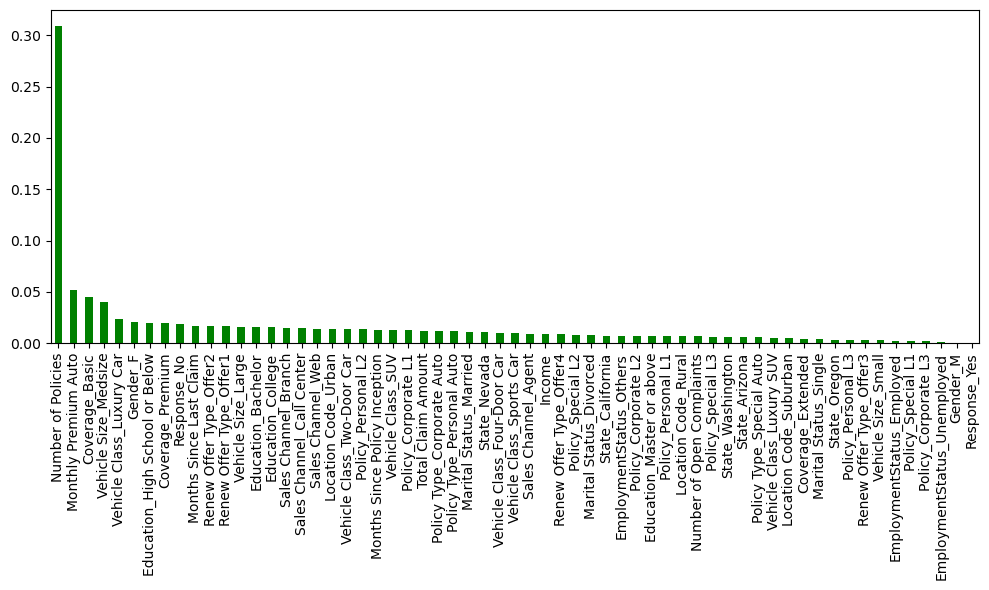 0.30
0.25
0.20
0.15
0.10
0.05
0.00
Number of Policies
Monthly Premium Auto
Coverage_Basic
Vehicle Size_Medsize
Vehicle Class_Luxury Car
Gender_F
Education_High School or Below
Coverage_Premium
Response_No
Months Since Last Claim
Renew Offer Type_Offer2
Renew Offer Type_Offer1
Vehicle Size_Large
Education_Bachelor
Education_College
Sales Channel_Branch
Sales Channel_Call Center
Sales Channel_Web
Location Code_Urban
Vehicle Class_Two-Door Car
Policy_Personal L2
Months Since Policy Inception
Vehicle Class_SUV
Policy_Corporate L1
Total Claim Amount
Policy Type_Corporate Auto
Policy Type_Personal Auto
Marital Status_Married
State_Nevada
Vehicle Class_Four-Door Car
Vehicle Class_Sports Car
Sales Channel_Agent
Income
Renew Offer Type_Offer4
Policy_Special L2
Marital Status_Divorced
State_California
EmploymentStatus_Others
Policy_Corporate L2
Education_Master or above
Policy_Personal L1
Location Code_Rural
Number of Open Complaints
Policy_Special L3
State_Washington
State_Arizona
Policy Type_Special Auto
Vehicle Class_Luxury SUV
Location Code_Suburban
Coverage_Extended
Marital Status_Single
State_Oregon
Policy_Personal L3
Renew Offer Type_Offer3
Vehicle Size_Small
EmploymentStatus_Employed
Policy_Special L1
Policy_Corporate L3
EmploymentStatus_Unemployed
Gender_M
Response_Yes